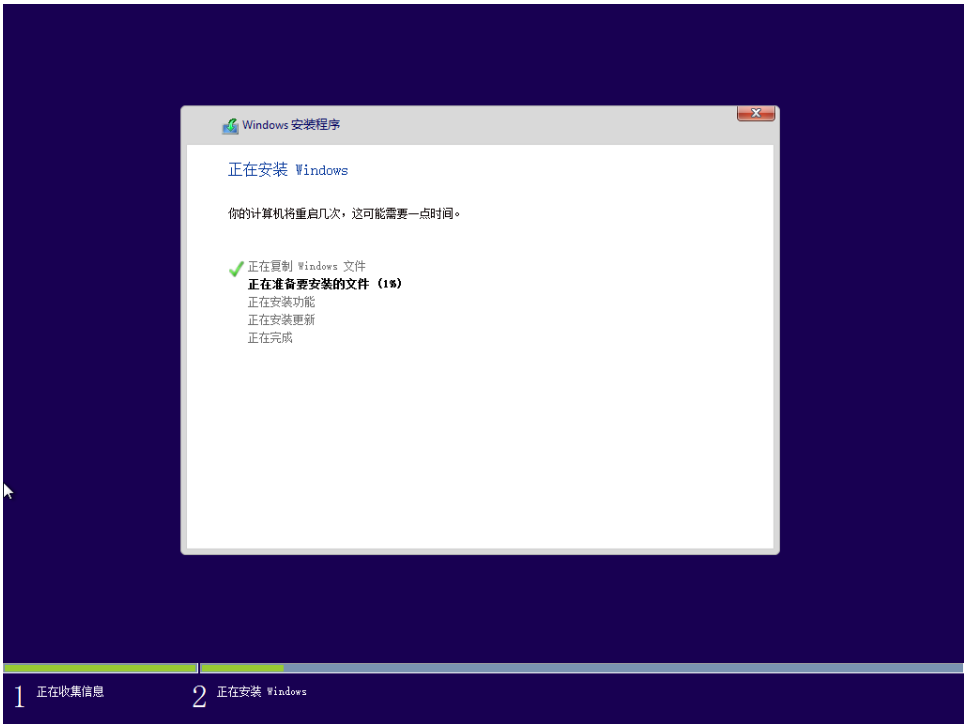 Windows 安装程序
正在安装 Windows
你的计算机将重启几次，这可能需要一点时间。
正在复制 Windows 文件
正在准备要安装的文件 (1%)
正在安装功能
正在安装更新
正在完成
1 正在收集信息
2 正在安装 Windows